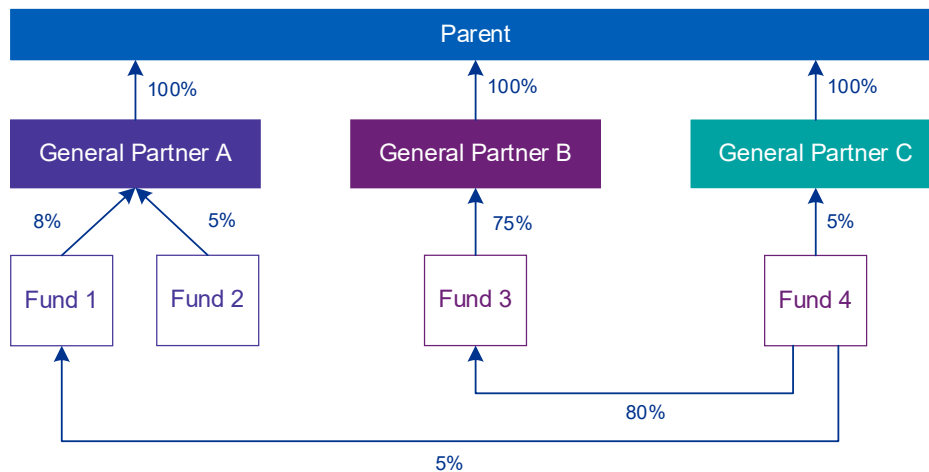 Parent
100%
100%
100%
General Partner A
General Partner B
General Partner C
8%
5%
75%
5%
Fund 1
Fund 2
Fund 3
Fund 4
80%
5%